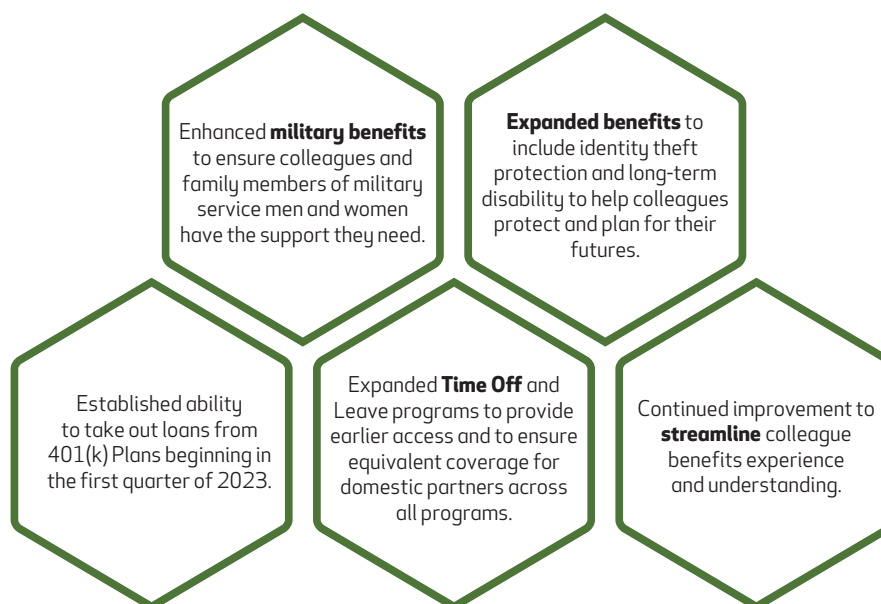 Enhanced military benefits
to ensure colleagues and
family members of military
service men and women
have the support they need.
Expanded benefits to
include identity theft
protection and long-term
disability to help colleagues
protect and plan for their
futures.
Established ability
to take out loans from
401(k) Plans beginning in
the first quarter of 2023.
Expanded Time Off and
Leave programs to provide
earlier access and to ensure
equivalent coverage for
domestic partners across
all programs.
Continued improvement to
streamline colleague
benefits experience
and understanding.